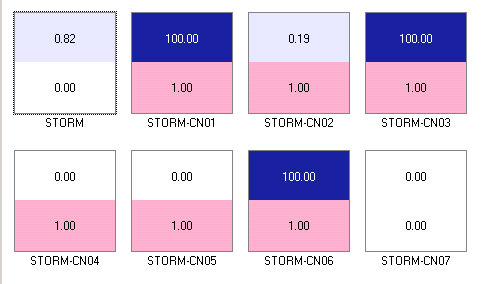 0.82 100.00 0.19 100.00
0.00 1.00 1.00 1.00
STORM STORM-CN01 STORM-CN02 STORM-CN03
0.00 0.00 100.00 0.00
1.00 1.00 1.00 0.00
STORM-CN04 STORM-CN05 STORM-CN06 STORM-CN07